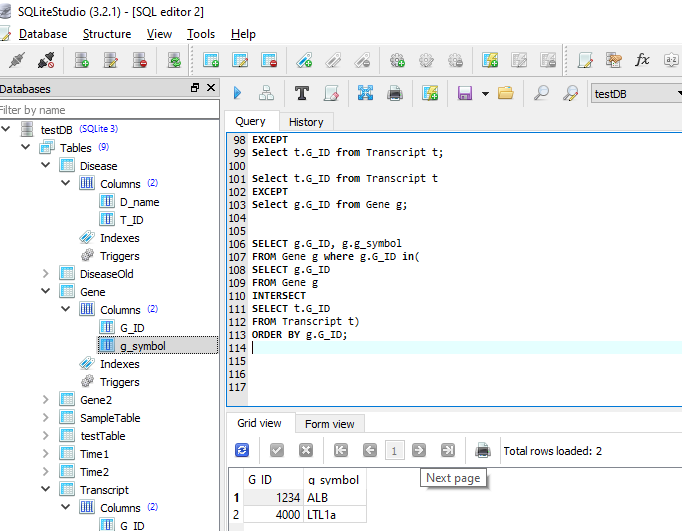 SQLiteStudio (3.2.1) - [SQL editor 2]
Database Structure View Tools Help
Databases
Filter by name
testDB (SQLite 3)
Tables (9)
Disease
Columns (2)
D_name
T_ID
Indexes
Triggers
DiseaseOld
Gene
Columns (2)
G_ID
g_symbol
Indexes
Triggers
Gene2
SampleTable
testTable
Time1
Time2
Transcript
Columns (2)
G_ID
fx
a-z
T
testDB
Query History
98 EXCEPT
99 Select t.G_ID from Transcript t;
100
101 Select t.G_ID from Transcript t
102 EXCEPT
103 Select g.G_ID from Gene g;
104
105
106 SELECT g.G_ID, g.g_symbol
107 FROM Gene g where g.G_ID in(
108 SELECT g.G_ID
109 FROM Gene g
110 INTERSECT
111 SELECT t.G_ID
112 FROM Transcript t)
113 ORDER BY g.G_ID;
114
115
116
117
Grid view Form view
1 Total rows loaded: 2
Next page
G_ID g_symbol
1 1234 ALB
2 4000 LTL1a